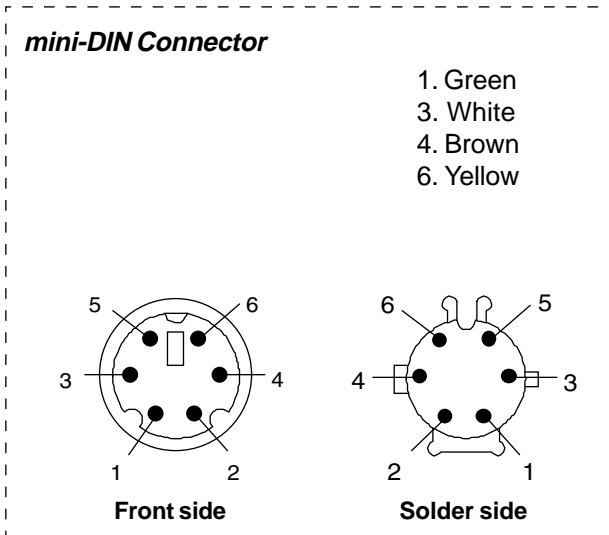 mini-DIN Connector
1. Green
3. White
4. Brown
6. Yellow
5 6 6 5
3 4 4 3
1 2 2 1
Front side Solder side